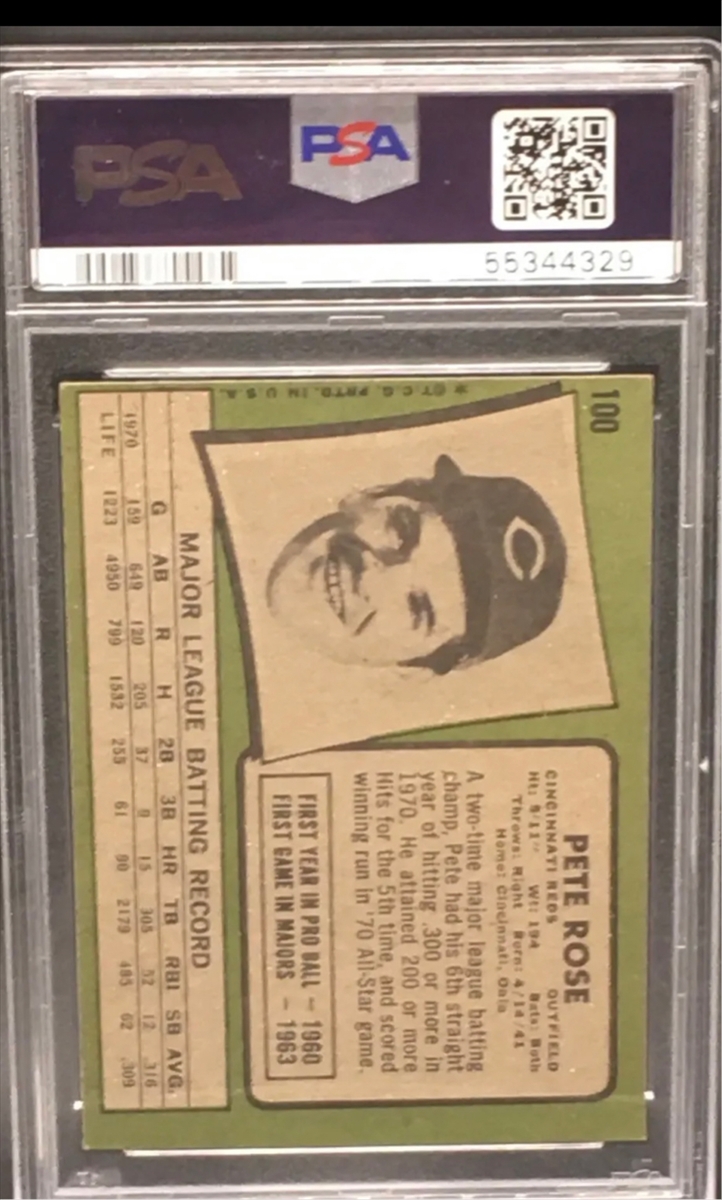 PSA
PSA
55344329
100
★©T.C.G. PRTD. IN U.S.A.
C
PETE ROSE
CINCINNATI REDS OUTFIELD
Ht: 5/11" Wt: 194 Bats: Both
Throws: Right Born: 4/14/41
Home: Cincinnati, Ohio
A two-time major league batting
champ, Pete had his 6th straight
year of hitting .300 or more in
1970. He attained 200 or more
Hits for the 5th time, and scored
winning run in '70 All-Star game.
FIRST YEAR IN PRO BALL – 1960
FIRST GAME IN MAJORS – 1963
MAJOR LEAGUE BATTING RECORD
G AB R H 2B 3B HR TB RBI SB AVG.
1970 159 649 120 205 37 15 305 52 12 .316
LIFE 1223 4950 799 1532 255 61 90 2179 485 62 .309